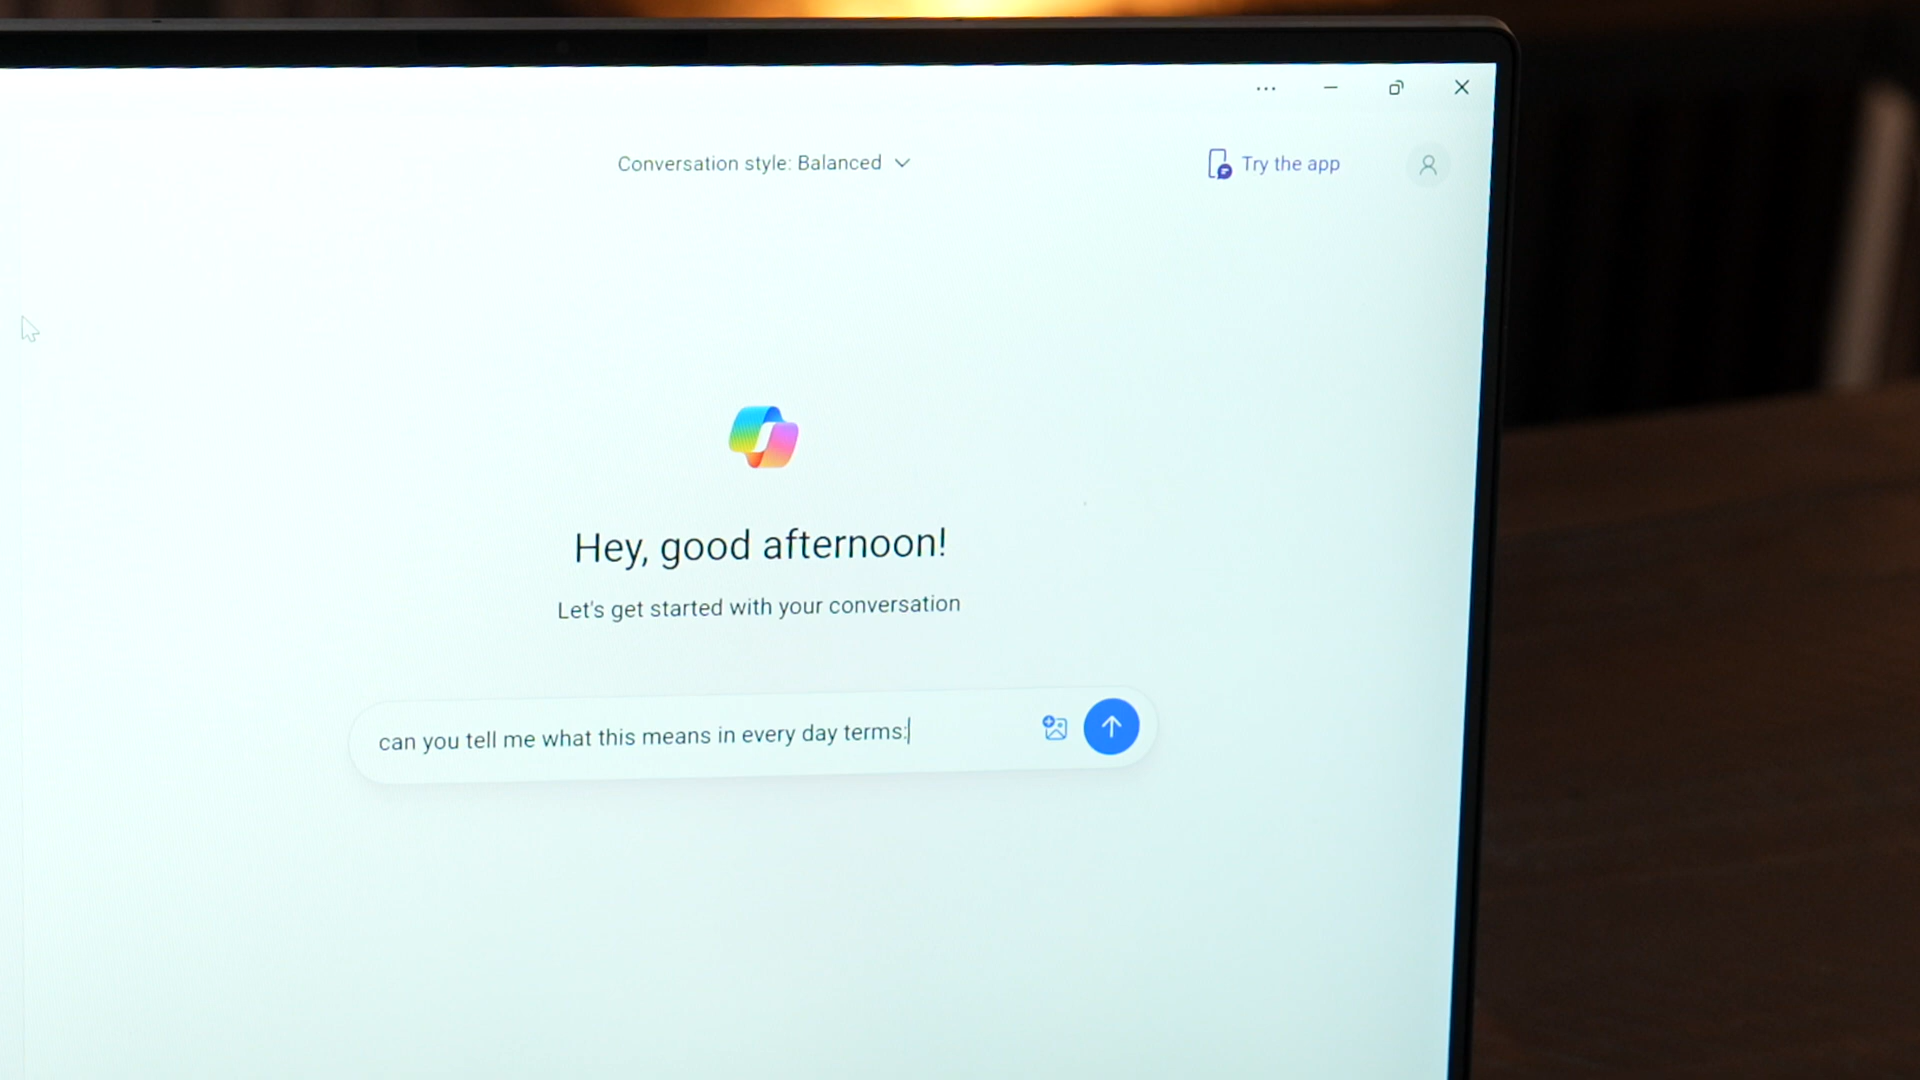 Conversation style: Balanced
Try the app
Hey, good afternoon!
Let's get started with your conversation
can you tell me what this means in every day terms: